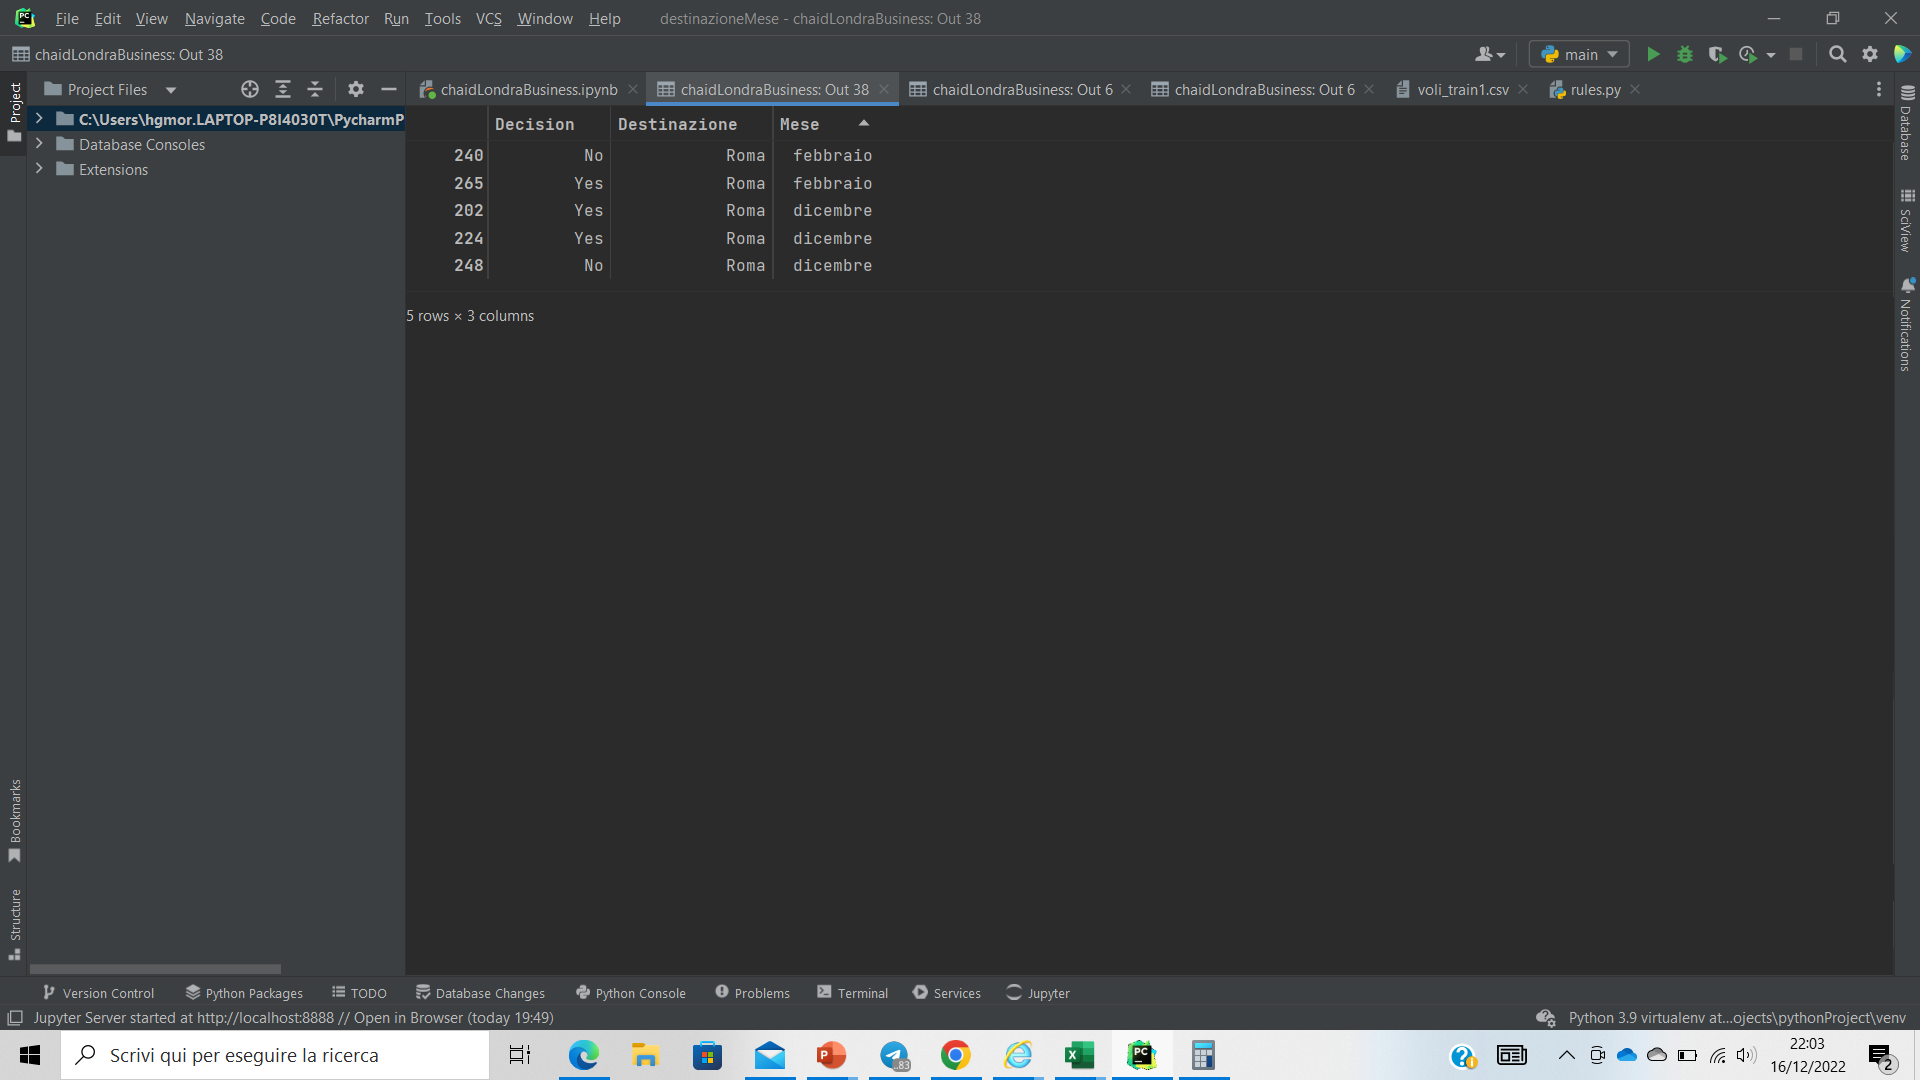 File Edit View Navigate Code Refactor Run Tools VCS Window Help destinazioneMese - chaidLondraBusiness: Out 38
chaidLondraBusiness: Out 38
main
Project
Project Files
chaidLondraBusiness.ipynb
chaidLondraBusiness: Out 38
chaidLondraBusiness: Out 6
chaidLondraBusiness: Out 6
voli_train1.csv
rules.py
C:\Users\hgmor.LAPTOP-P8I4030T\PycharmP
Database Consoles
Extensions
Decision Destinazione Mese
240 No Roma febbraio
265 Yes Roma febbraio
202 Yes Roma dicembre
224 Yes Roma dicembre
248 No Roma dicembre
5 rows × 3 columns
Database
SciView
Notifications
Bookmarks
Structure
Version Control Python Packages TODO Database Changes Python Console Problems Terminal Services Jupyter
Jupyter Server started at http://localhost:8888 // Open in Browser (today 19:49)
Python 3.9 virtualenv at...ojects\pythonProject\venv
Scrivi qui per eseguire la ricerca
.83
22:03
16/12/2022
2